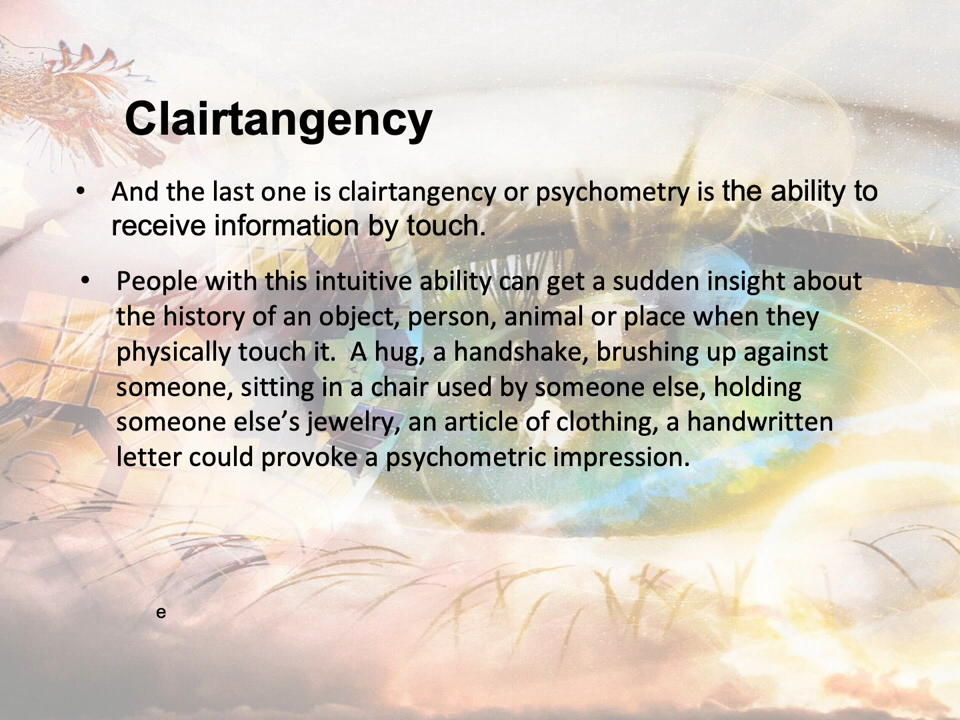 Clairtangency
• And the last one is clairtangency or psychometry is the ability to
receive information by touch.
• People with this intuitive ability can get a sudden insight about
the history of an object, person, animal or place when they
physically touch it.  A hug, a handshake, brushing up against
someone, sitting in a chair used by someone else, holding
someone else’s jewelry, an article of clothing, a handwritten
letter could provoke a psychometric impression.
e